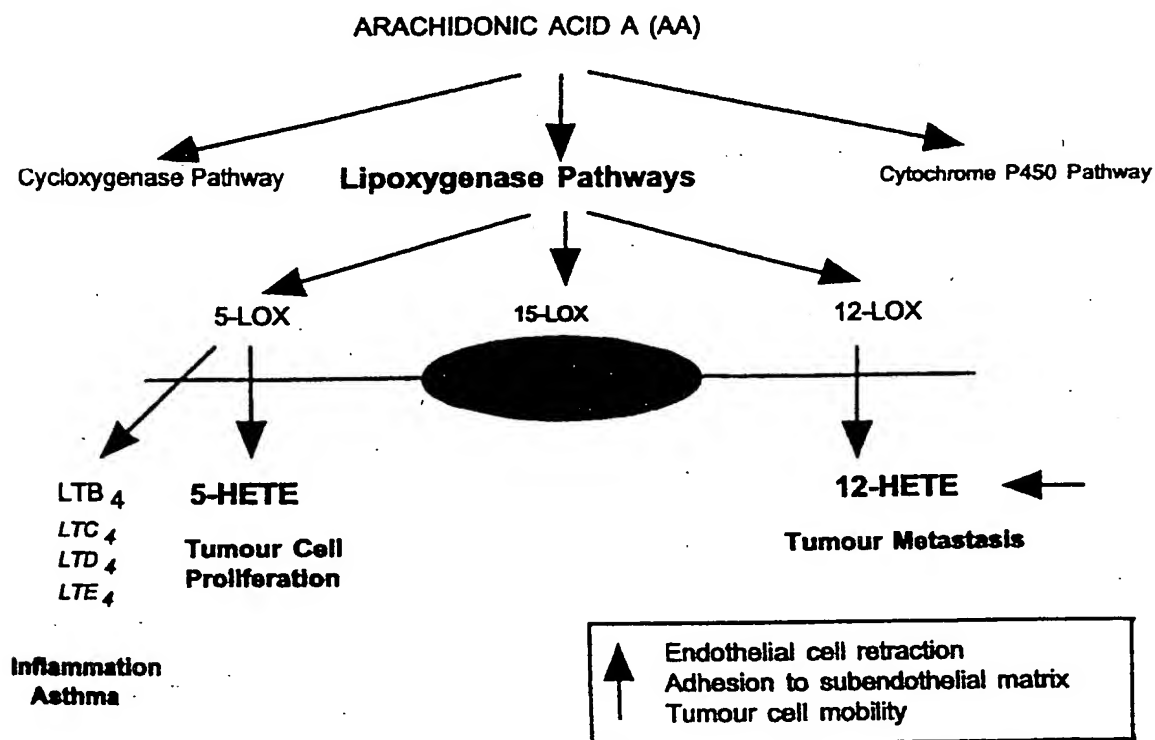 ARACHIDONIC ACID A (AA)
Cycloxygenase Pathway
Lipoxygenase Pathways
Cytochrome P450 Pathway
5-LOX
15-LOX
12-LOX
LTB 4
LTC 4
LTD 4
LTE 4
5-HETE
Tumour Cell
Proliferation
12-HETE
Tumour Metastasis
Inflammation
Asthma
Endothelial cell retraction
Adhesion to subendothelial matrix
Tumour cell mobility